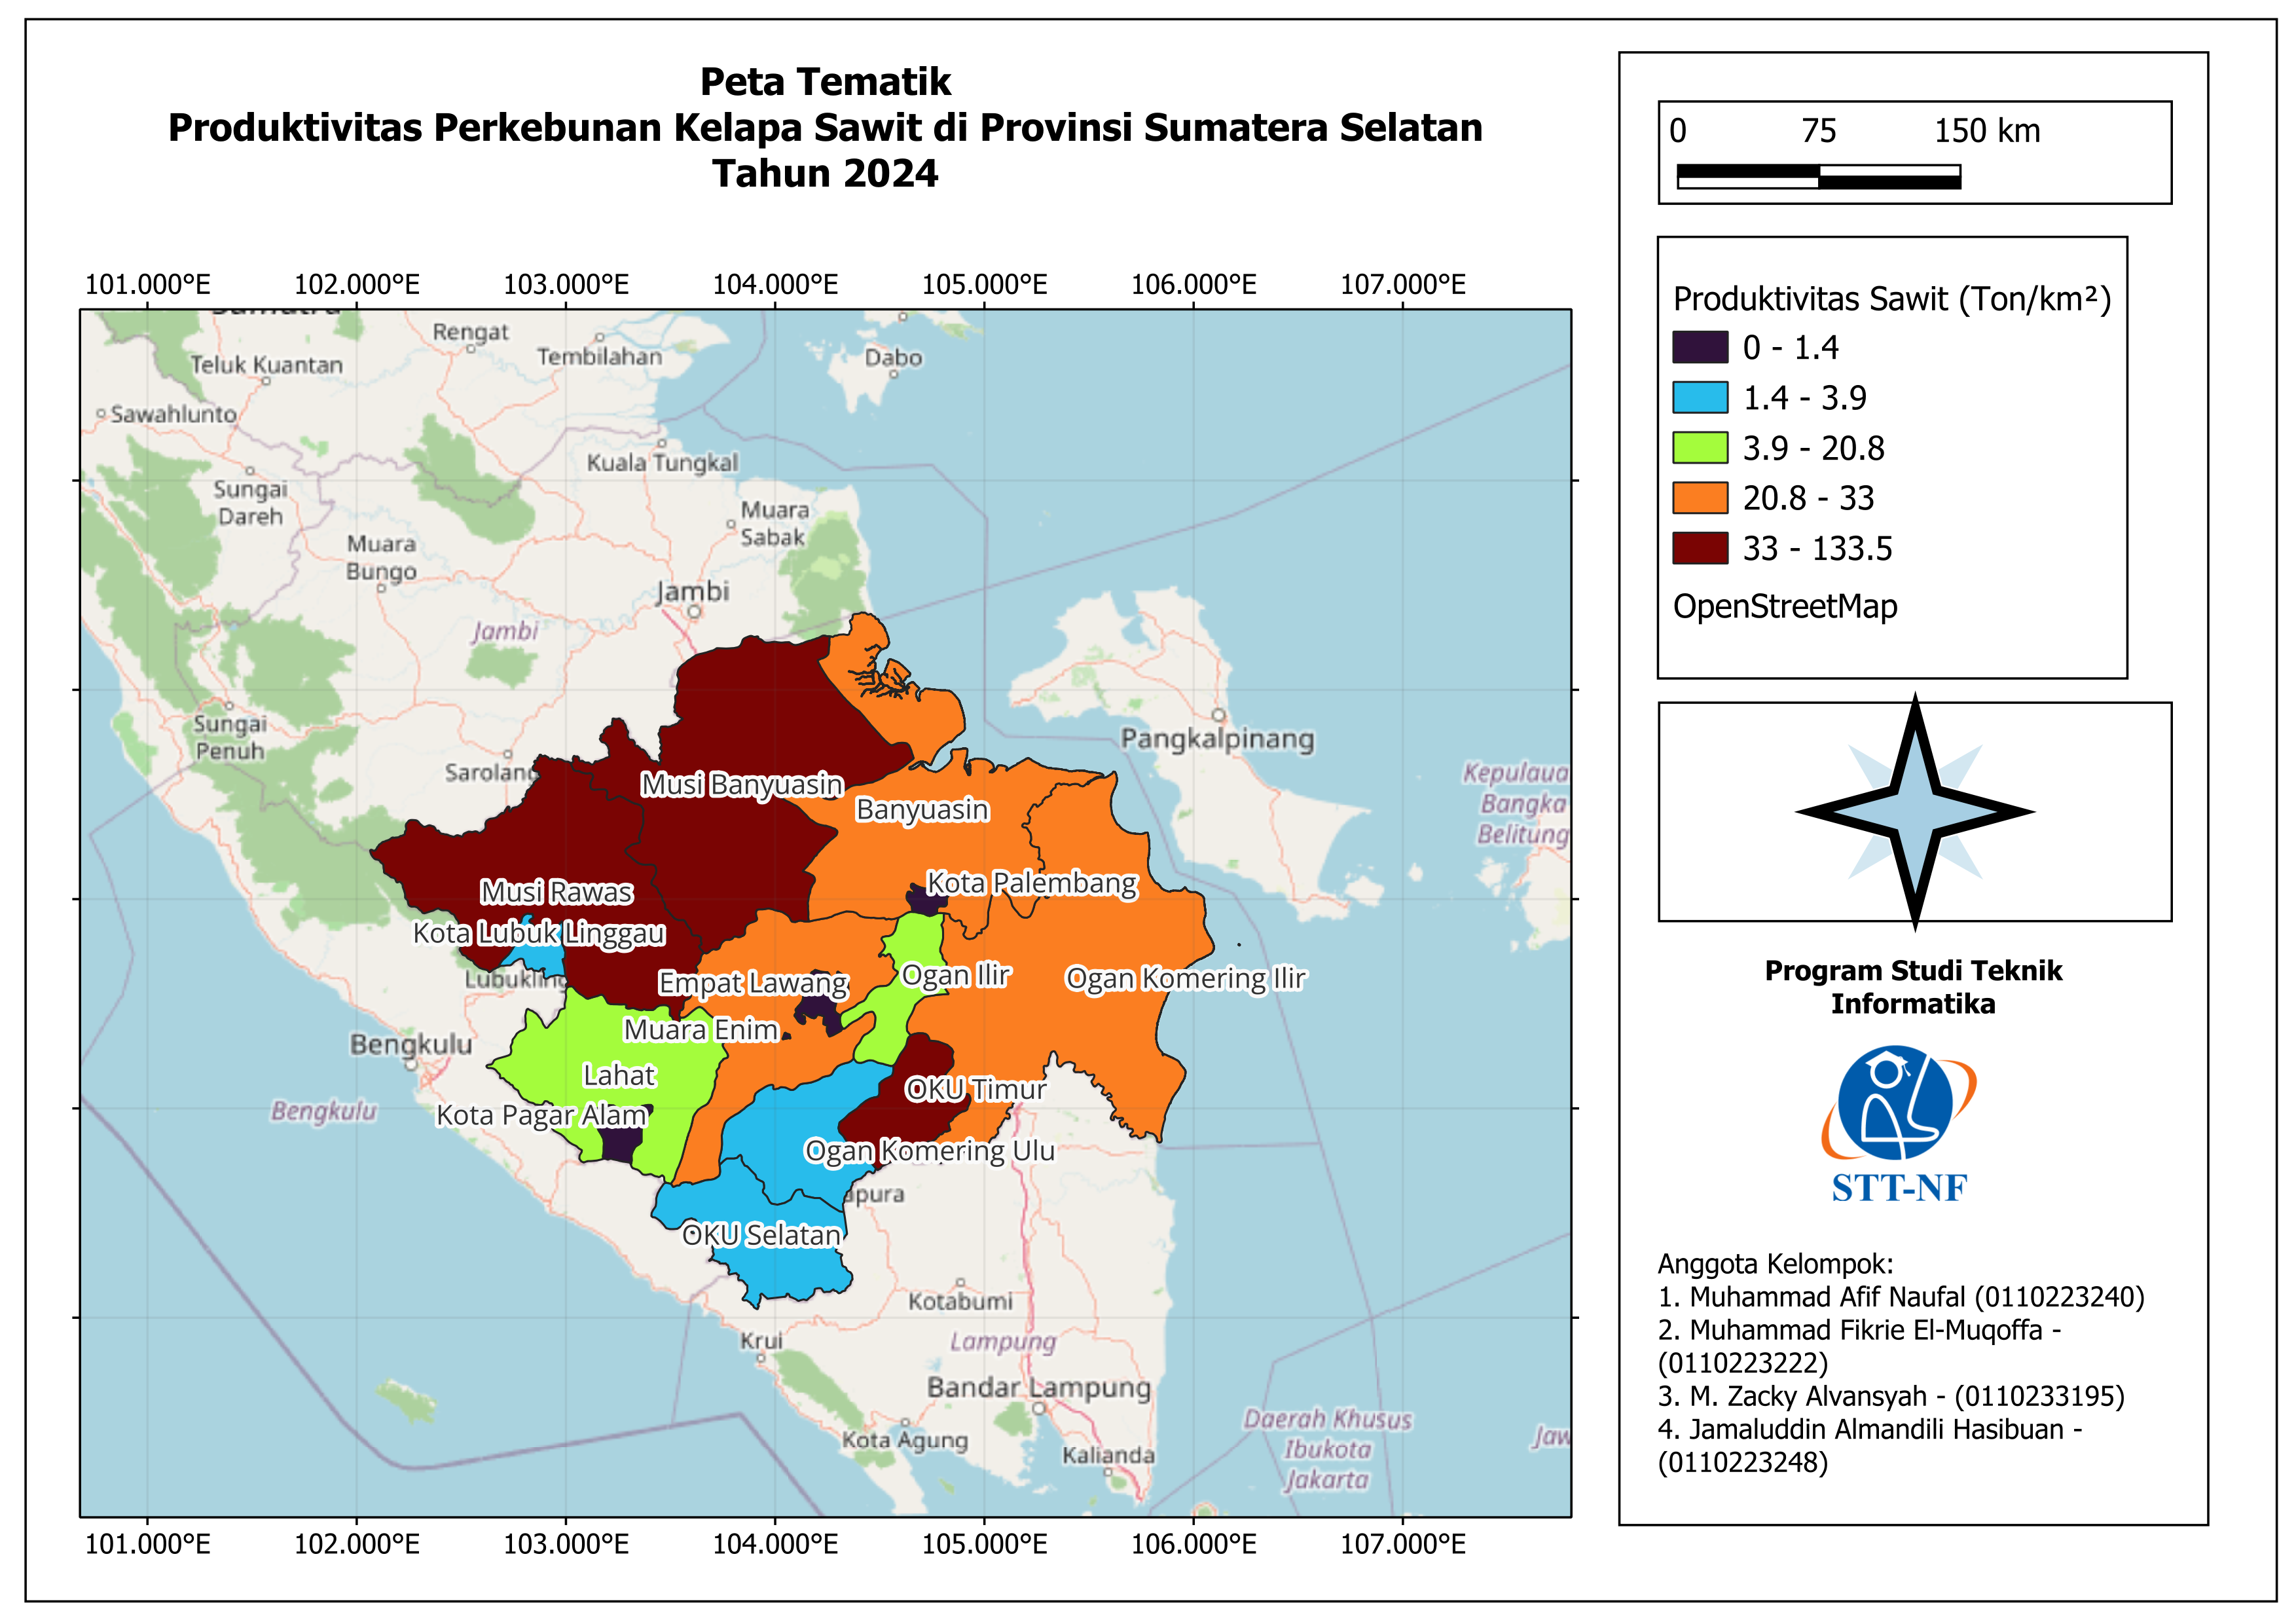 Peta Tematik
Produktivitas Perkebunan Kelapa Sawit di Provinsi Sumatera Selatan
Tahun 2024
101.000°E 102.000°E 103.000°E 104.000°E 105.000°E 106.000°E 107.000°E
Rengat
Tembilahan
Dabo
Teluk Kuantan
Sawahlunto
Kuala Tungkal
Sungai
Dareh
Muara
Sabak
Muara
Bungo
Jambi
Jambi
Sungai
Penuh
Pangkalpinang
Kepulaua
Bangka
Belitung
Sarolang
Musi Banyuasin
Banyuasin
Musi Rawas
Kota Palembang
Kota Lubuk Linggau
Lubukling
Empat Lawang
Ogan Ilir
Ogan Komering Ilir
Muara Enim
Bengkulu
Lahat
OKU Timur
Bengkulu
Kota Pagar Alam
Ogan Komering Ulu
apura
OKU Selatan
Kotabumi
Krui
Lampung
Bandar Lampung
Kota Agung
Kalianda
Daerah Khusus
Ibukota
Jakarta
Jaw
101.000°E 102.000°E 103.000°E 104.000°E 105.000°E 106.000°E 107.000°E
0 75 150 km
Produktivitas Sawit (Ton/km²)
0 - 1.4
1.4 - 3.9
3.9 - 20.8
20.8 - 33
33 - 133.5
OpenStreetMap
Program Studi Teknik
Informatika
STT-NF
Anggota Kelompok:
1. Muhammad Afif Naufal (0110223240)
2. Muhammad Fikrie El-Muqoffa -
(0110223222)
3. M. Zacky Alvansyah - (0110233195)
4. Jamaluddin Almandili Hasibuan -
(0110223248)